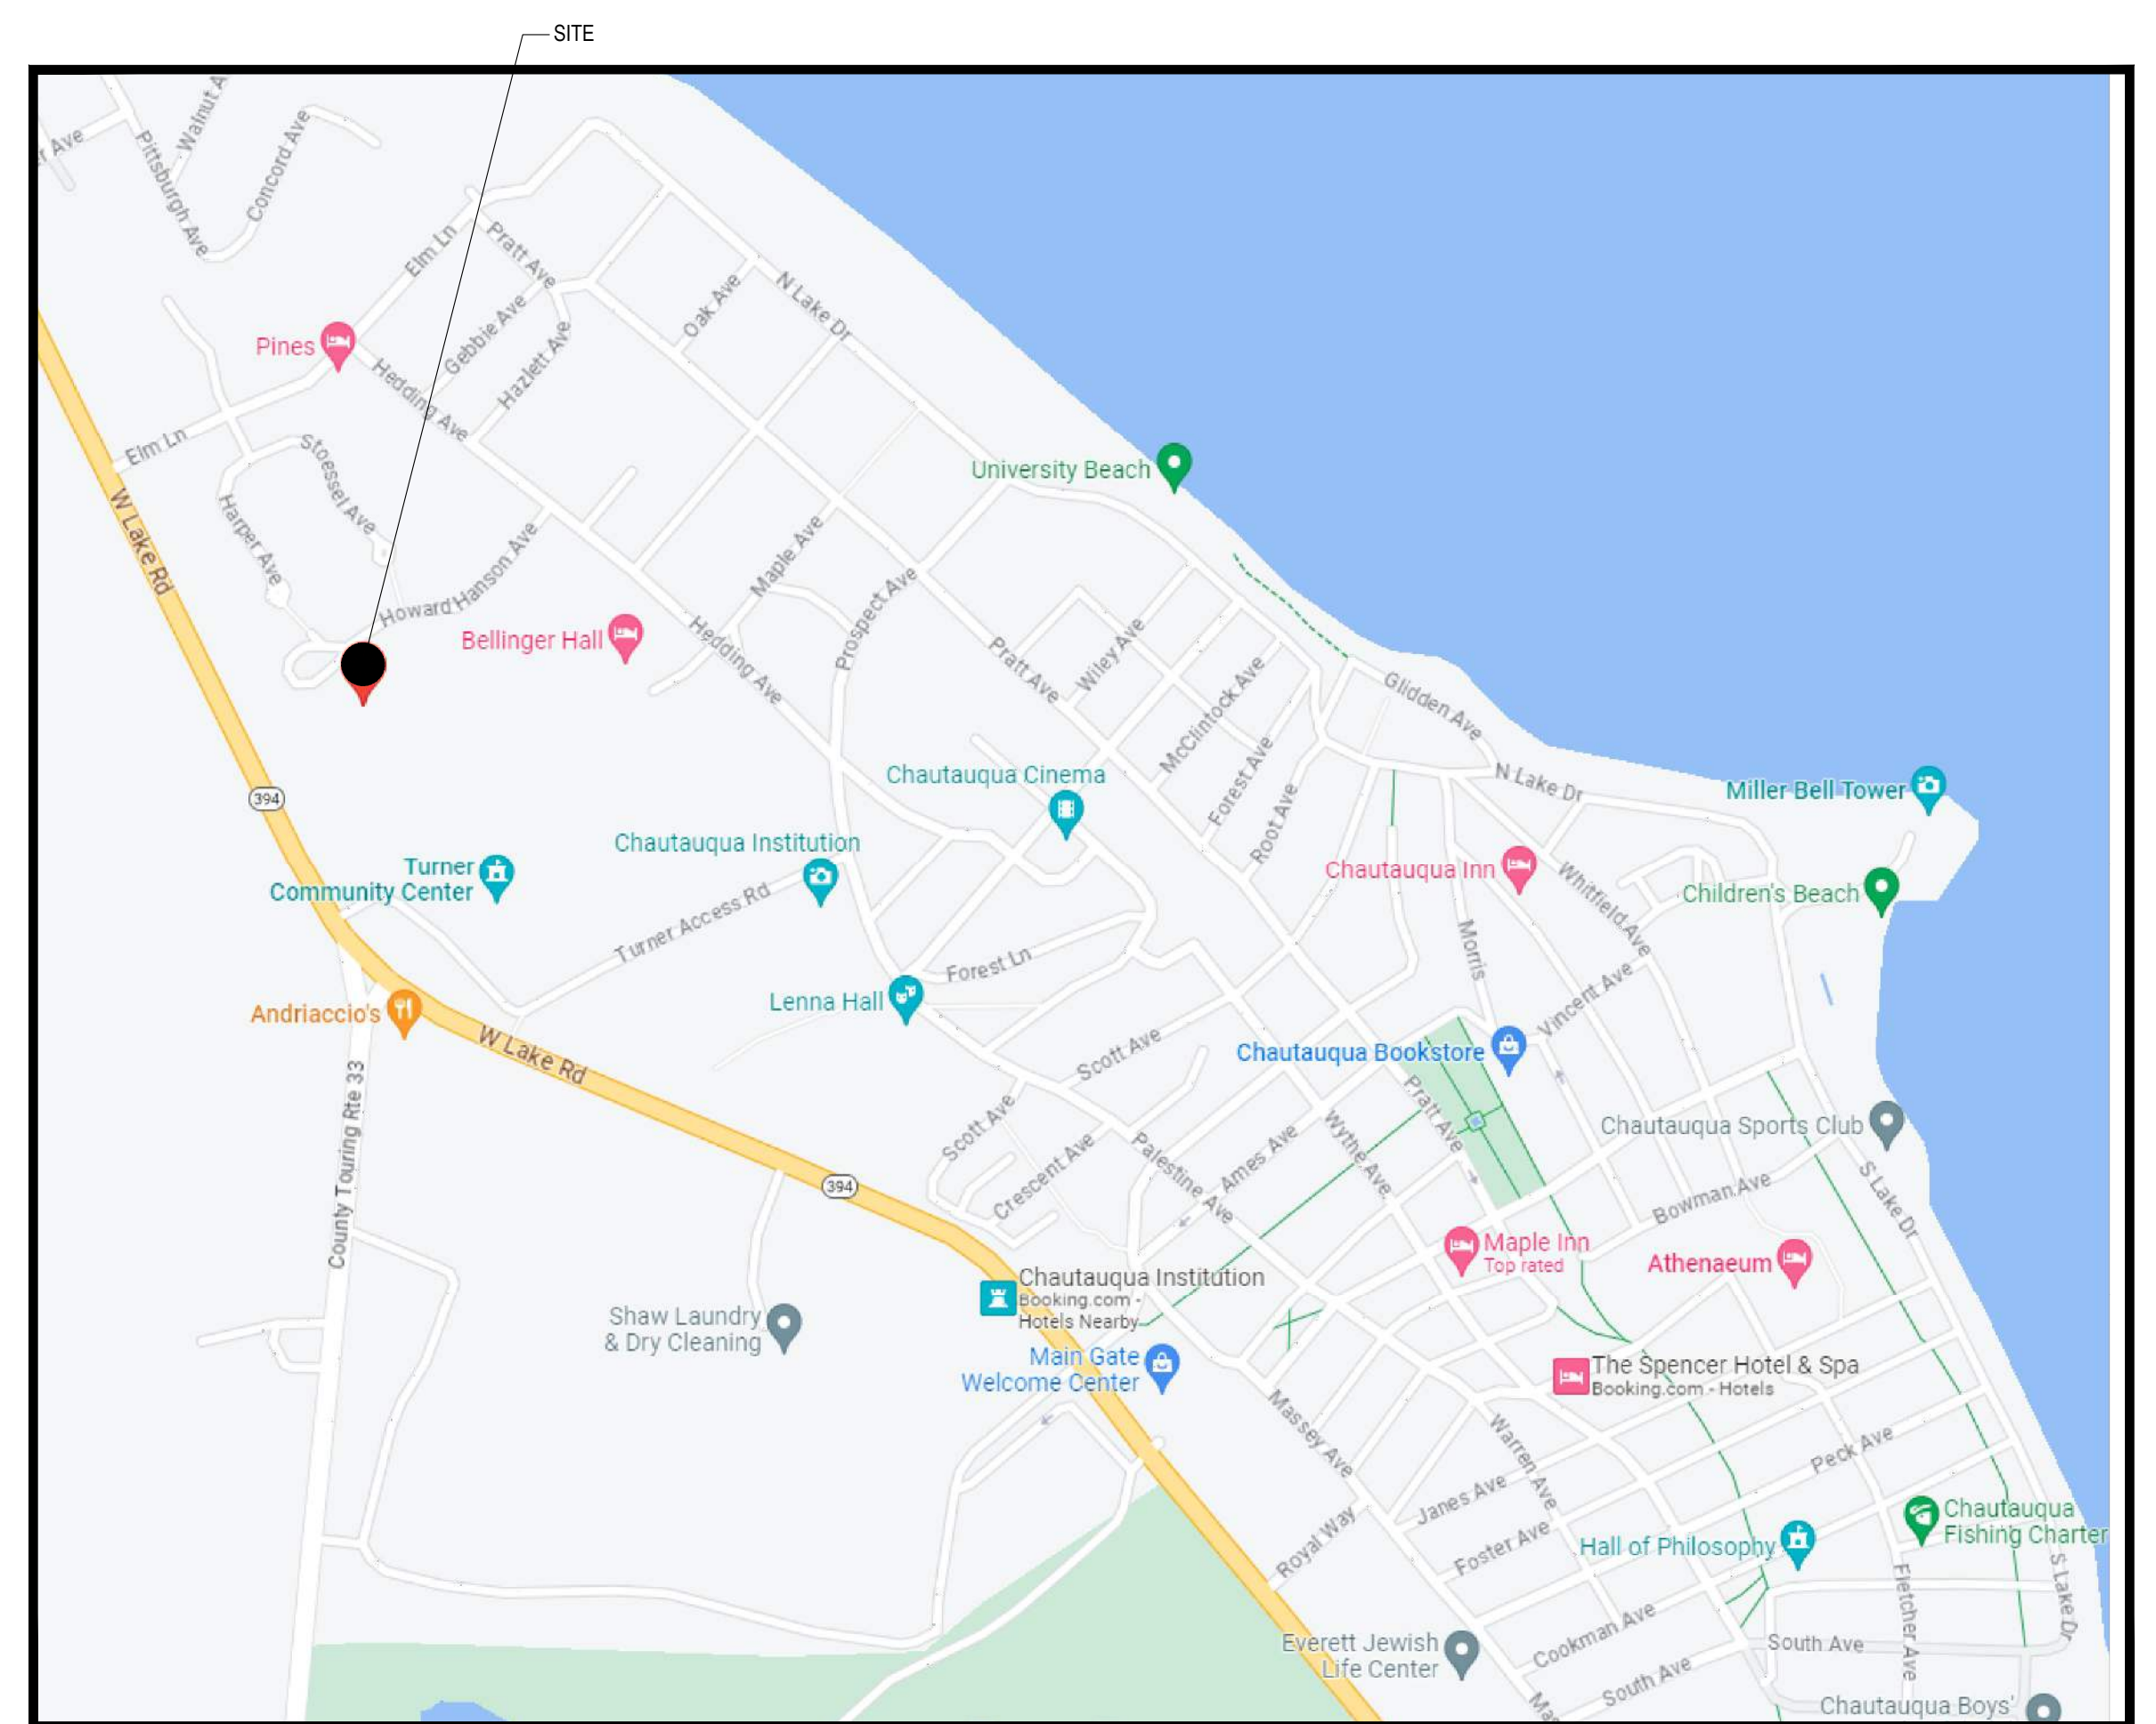 SITE
Walnut A
r Ave
Pittsburgh Ave
Concord Ave
Elm Ln
Pratt Ave
Gebbie Ave
Hazlett Ave
Oak Ave
N Lake Dr
Pines
Hedding Ave
Elm Ln
Stoessel Ave
Harper Ave
W Lake Rd
University Beach
Howard Hanson Ave
Maple Ave
Prospect Ave
Bellinger Hall
Hedding Ave
Pratt Ave
Wiley Ave
McClintock Ave
Glidden Ave
Forest Ave
Root Ave
N Lake Dr
394
Chautauqua Cinema
Miller Bell Tower
Chautauqua Institution
Turner
Community Center
Chautauqua Inn
Whitfield Ave
Children's Beach
Turner Access Rd
Morris
Forest Ln
Vincent Ave
Lenna Hall
Andriaccio's
W Lake Rd
Scott Ave
Chautauqua Bookstore
Pratt Ave
County Touring Rte 33
Scott Ave
Crescent Ave
Palestine Ave
Ames Ave
Wythe Ave
Chautauqua Sports Club
S Lake Dr
Bowman Ave
394
Maple Inn
Top rated
Athenaeum
Chautauqua Institution
Booking.com -
Hotels Nearby
Shaw Laundry
& Dry Cleaning
Main Gate
Welcome Center
The Spencer Hotel & Spa
Booking.com - Hotels
Massey Ave
Warren Ave
Peck Ave
Janes Ave
Royal Way
Foster Ave
Chautauqua
Fishing Charter
Hall of Philosophy
Fletcher Ave
S Lake Dr
Cookman Ave
Everett Jewish
Life Center
South Ave
South Ave
Mas
Chautauqua Boys'